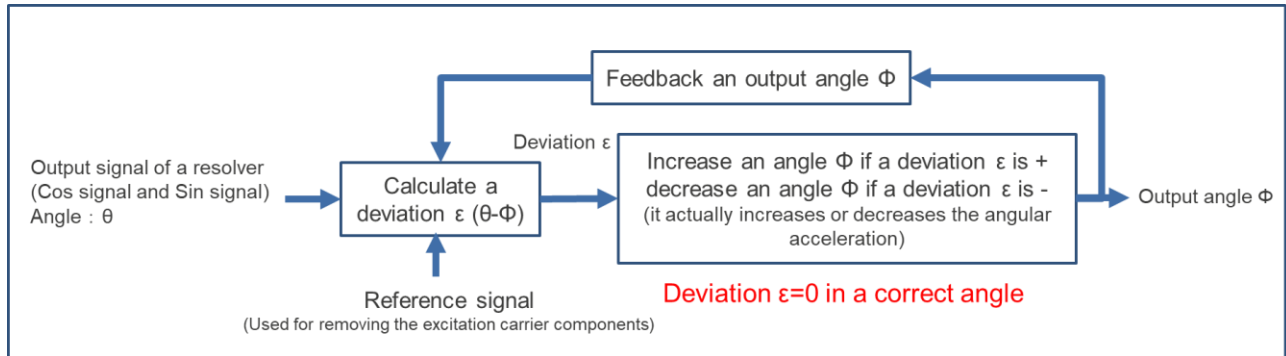 Feedback an output angle Φ
Deviation ε
Output signal of a resolver
(Cos signal and Sin signal)
Angle：θ
Calculate a
deviation ε (θ-Φ)
Increase an angle Φ if a deviation ε is +
decrease an angle Φ if a deviation ε is -
(it actually increases or decreases the angular
acceleration)
Output angle Φ
Reference signal
(Used for removing the excitation carrier components)
Deviation ε=0 in a correct angle